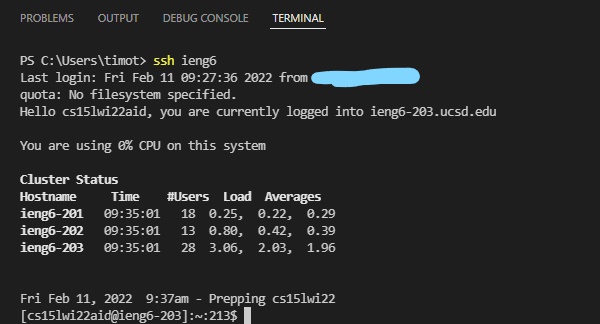 PROBLEMS OUTPUT DEBUG CONSOLE TERMINAL
PS C:\Users\timot> ssh ieng6
Last login: Fri Feb 11 09:27:36 2022 from
quota: No filesystem specified.
Hello cs15lwi22aid, you are currently logged into ieng6-203.ucsd.edu
You are using 0% CPU on this system
Cluster Status
Hostname     Time    #Users  Load  Averages
ieng6-201   09:35:01   18  0.25,  0.22,  0.29
ieng6-202   09:35:01   13  0.80,  0.42,  0.39
ieng6-203   09:35:01   28  3.06,  2.03,  1.96
Fri Feb 11, 2022  9:37am - Prepping cs15lwi22
[cs15lwi22aid@ieng6-203]:~:213$